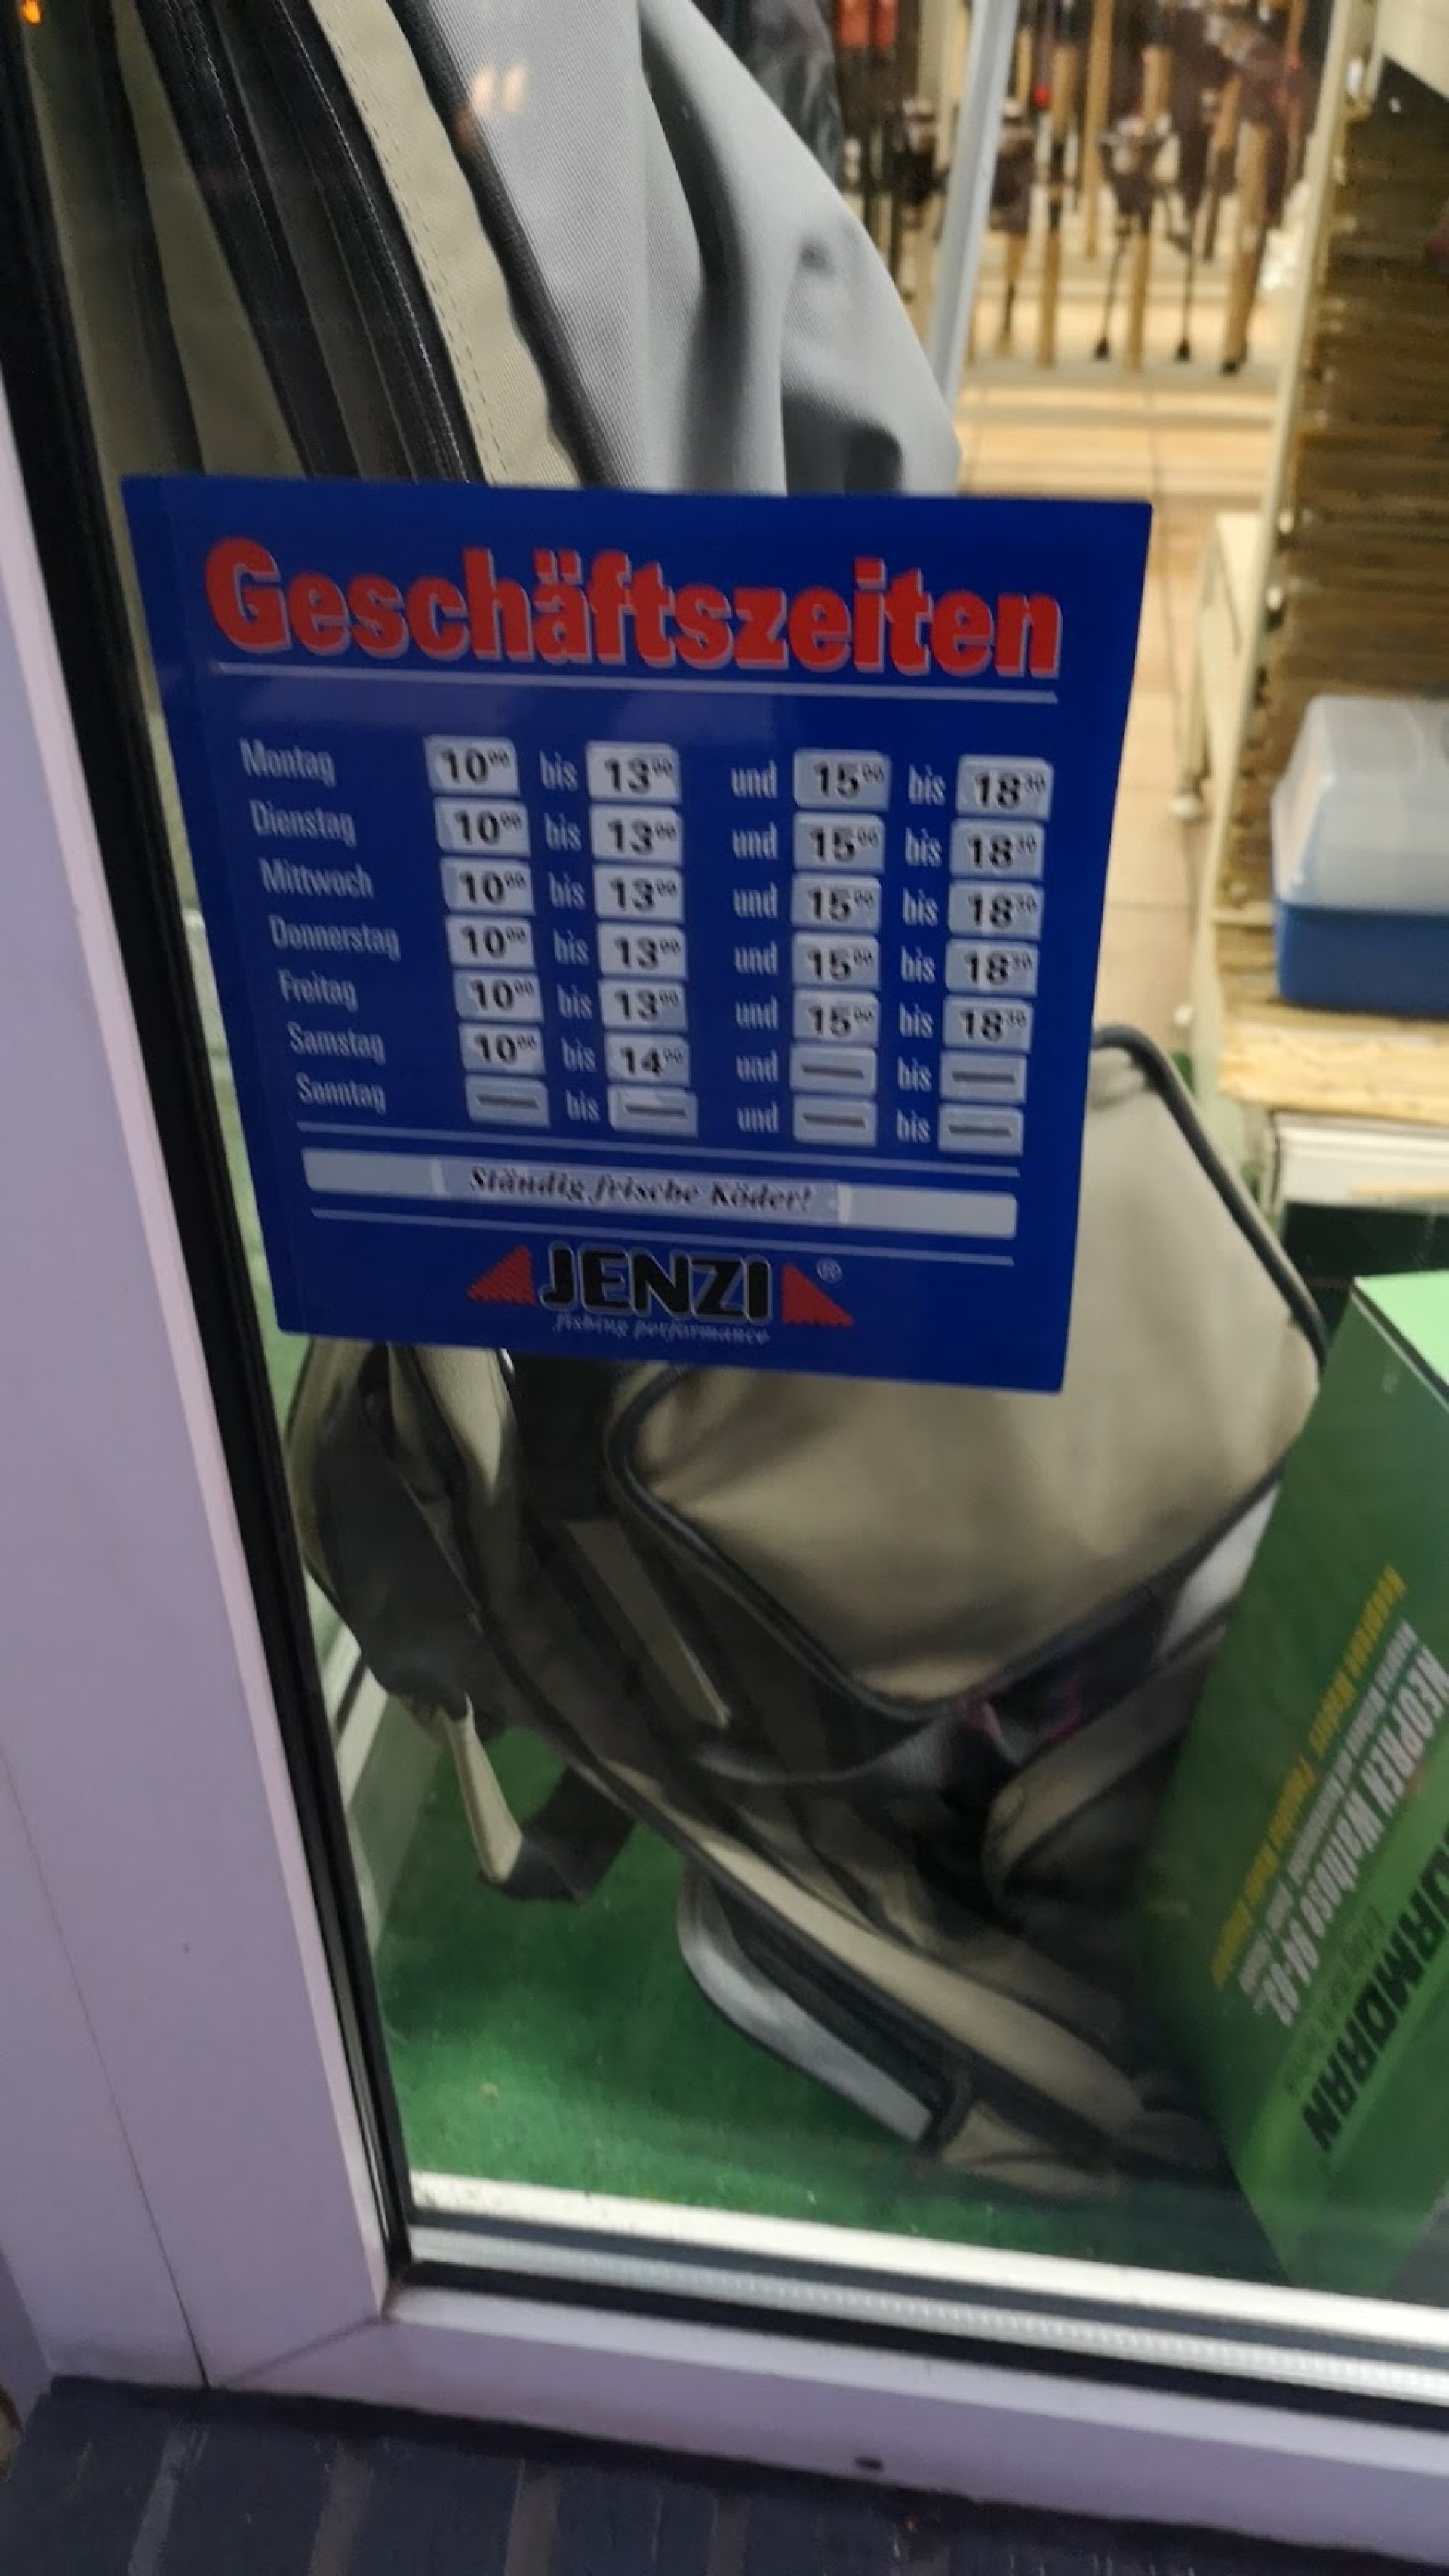 Geschäftszeiten
Montag 10⁰⁰ bis 13⁰⁰ und 15⁰⁰ bis 18³⁰
Dienstag 10⁰⁰ bis 13⁰⁰ und 15⁰⁰ bis 18³⁰
Mittwoch 10⁰⁰ bis 13⁰⁰ und 15⁰⁰ bis 18³⁰
Donnerstag 10⁰⁰ bis 13⁰⁰ und 15⁰⁰ bis 18³⁰
Freitag 10⁰⁰ bis 13⁰⁰ und 15⁰⁰ bis 18³⁰
Samstag 10⁰⁰ bis 14⁰⁰ und — bis —
Sonntag — bis — und — bis —
Ständig frische Köder!
JENZI®
fishing performance
NEOPREN Wathose
ORMORAN